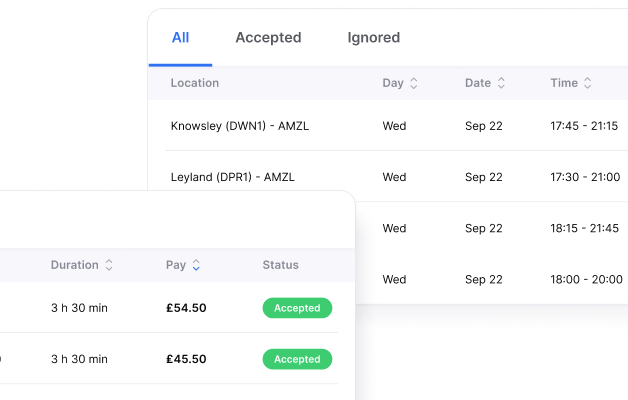 All Accepted Ignored
Location Day Date Time
Knowsley (DWN1) - AMZL Wed Sep 22 17:45 - 21:15
Leyland (DPR1) - AMZL Wed Sep 22 17:30 - 21:00
Wed Sep 22 18:15 - 21:45
Wed Sep 22 18:00 - 20:00
Duration Pay Status
3 h 30 min £54.50 Accepted
3 h 30 min £45.50 Accepted